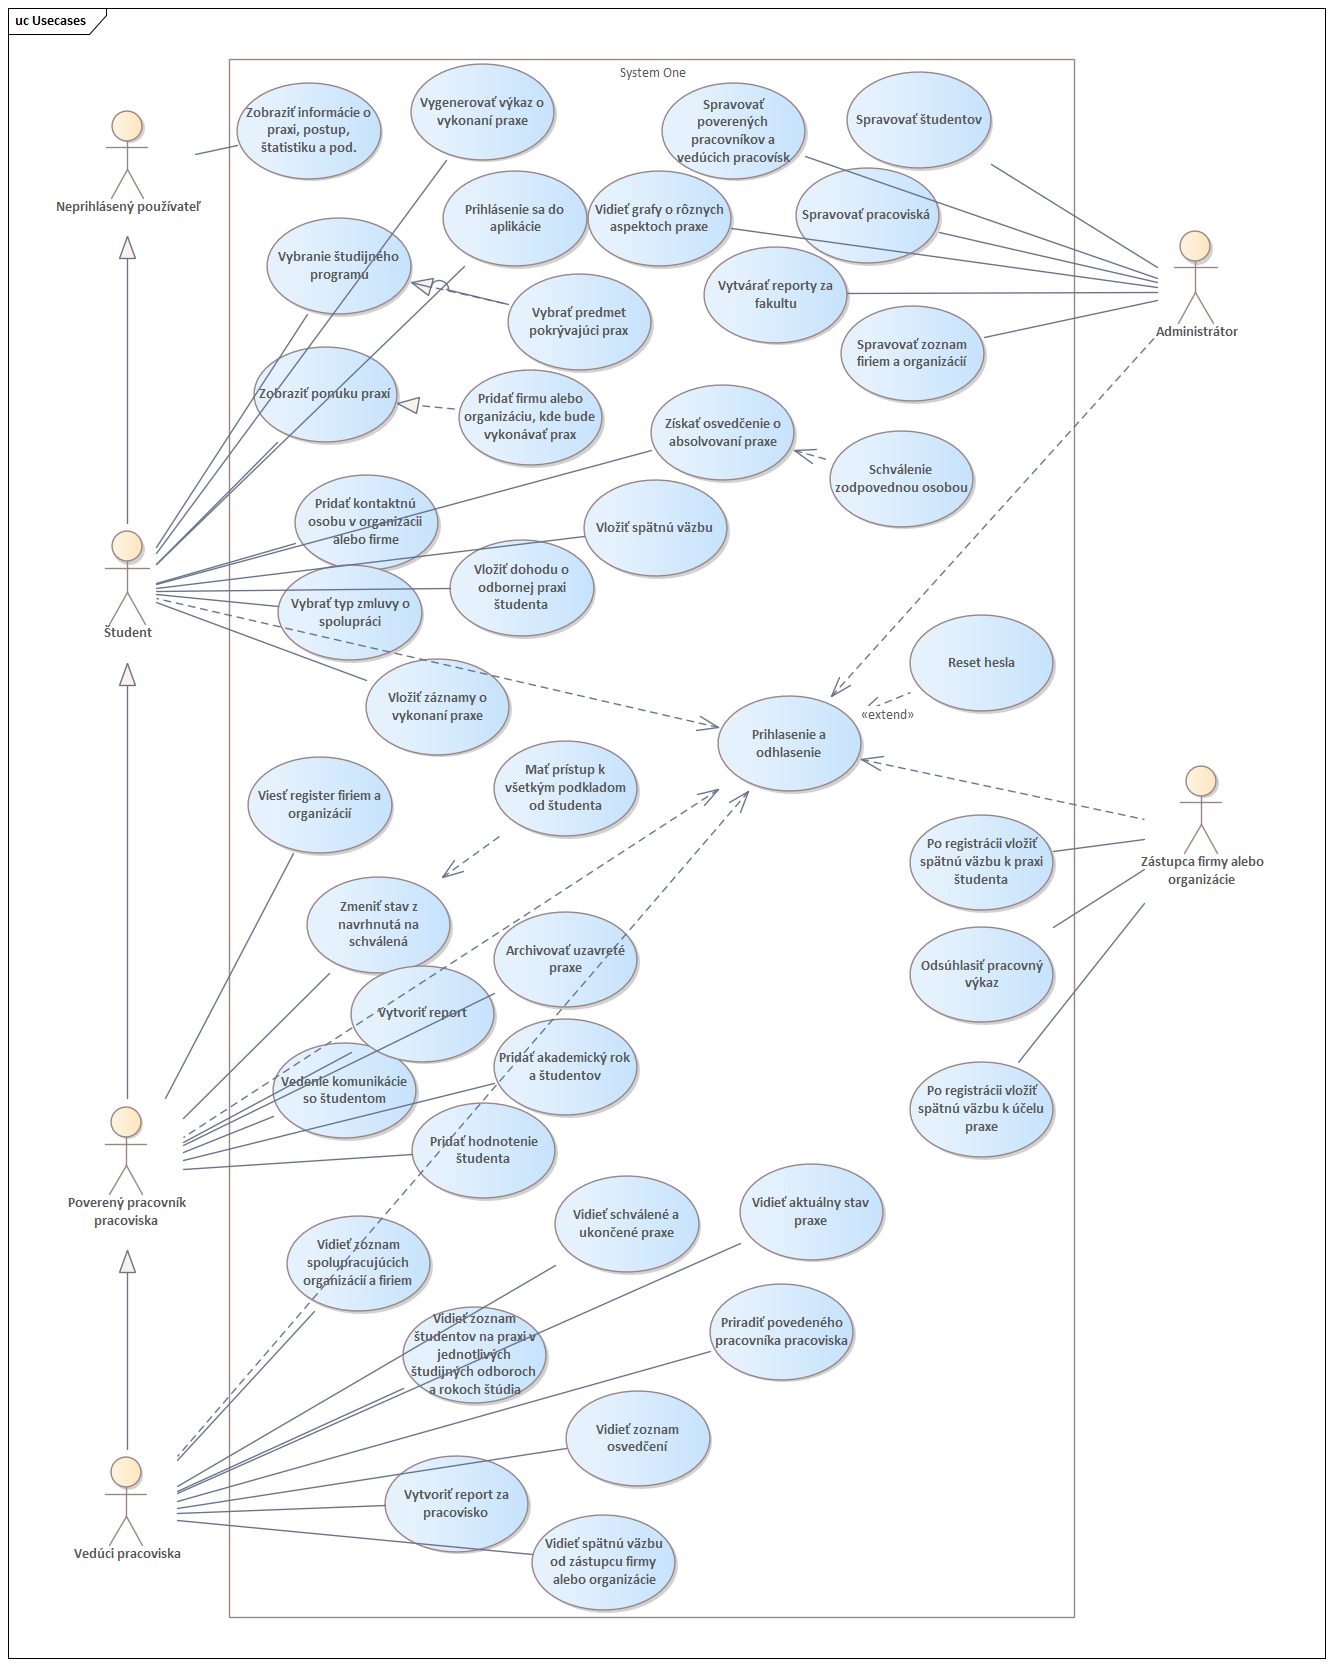 uc Usecases
System One
Zobraziť informácie o
praxi, postup,
štatistiku a pod.
Vygenerovať výkaz o
vykonaní praxe
Spravovať
poverených
pracovníkov a
vedúcich pracovísk
Spravovať študentov
Neprihlásený používateľ
Prihlásenie sa do
aplikácie
Vidieť grafy o rôznych
aspektoch praxe
Spravovať pracoviská
Vybranie študijného
programu
Vybrať predmet
pokrývajúci prax
Vytvárať reporty za
fakultu
Administrátor
Spravovať zoznam
firiem a organizácií
Zobraziť ponuku praxí
Pridať firmu alebo
organizáciu, kde bude
vykonávať prax
Získať osvedčenie o
absolvovaní praxe
Schválenie
zodpovednou osobou
Pridať kontaktnú
osobu v organizácii
alebo firme
Vložiť spätnú väzbu
Vložiť dohodu o
odbornej praxi
študenta
Vybrať typ zmluvy o
spolupráci
Študent
Reset hesla
Vložiť záznamy o
vykonaní praxe
«extend»
Prihlasenie a
odhlasenie
Mať prístup k
všetkým podkladom
od študenta
Viesť register firiem a
organizácií
Po registrácii vložiť
spätnú väzbu k praxi
študenta
Zástupca firmy alebo
organizácie
Zmeniť stav z
navrhnutá na
schválená
Archivovať uzavreté
praxe
Odsúhlasiť pracovný
výkaz
Vytvoriť report
Pridať akademický rok
a študentov
Vedenie komunikácie
so študentom
Po registrácii vložiť
spätnú väzbu k účelu
praxe
Pridať hodnotenie
študenta
Poverený pracovník
pracoviska
Vidieť schválené a
ukončené praxe
Vidieť aktuálny stav
praxe
Vidieť zoznam
spolupracujúcich
organizácií a firiem
Vidieť zoznam
študentov na praxi v
jednotlivých
študijných odboroch
a rokoch štúdia
Priradiť povedeného
pracovníka pracoviska
Vidieť zoznam
osvedčení
Vytvoriť report za
pracovisko
Vidieť spätnú väzbu
od zástupcu firmy
alebo organizácie
Vedúci pracoviska